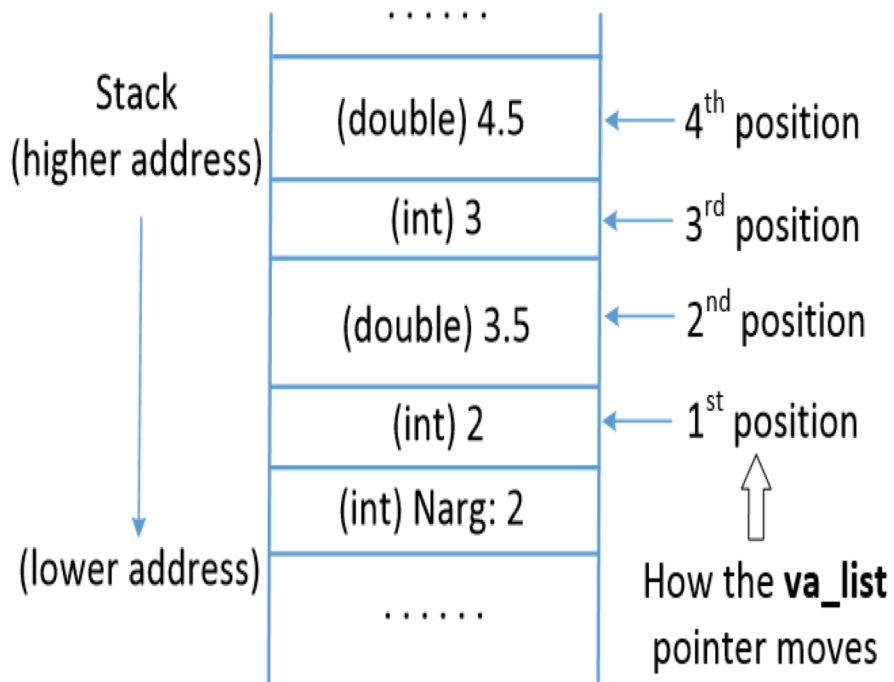 . . . . . .
Stack
(higher address)
(lower address)
(double) 4.5
(int) 3
(double) 3.5
(int) 2
(int) Narg: 2
. . . . . .
4th position
3rd position
2nd position
1st position
How the va_list
pointer moves